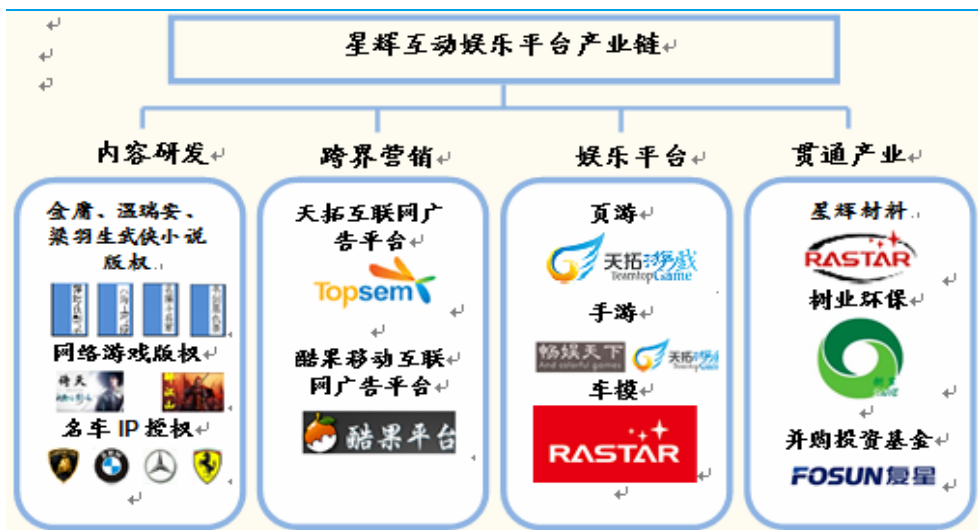 星辉互动娱乐平台产业链
内容研发
跨界营销
娱乐平台
贯通产业
金庸、温瑞安、
梁羽生武侠小说
版权
网络游戏版权
倚天
名车 IP 授权
天拓互联网广
告平台
Topsem
酷果移动互联
网广告平台
酷果平台
页游
天拓游戏
TeamtopGame
手游
畅娱天下
And colorful games
天拓游戏
车模
RASTAR
星辉材料
RASTAR
树业环保
并购投资基金
FOSUN复星